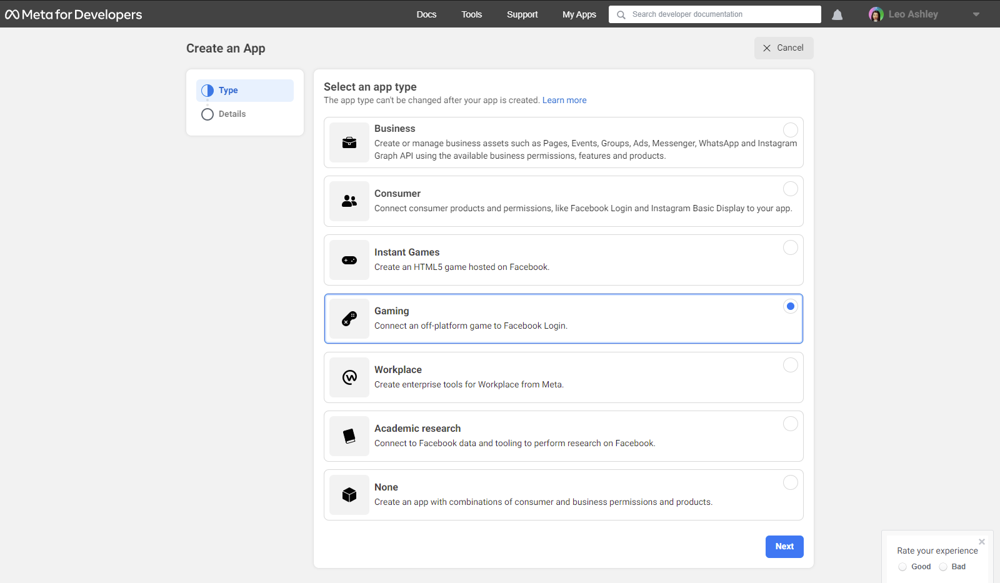 Meta for Developers
Docs
Tools
Support
My Apps
Search developer documentation
Leo Ashley
Create an App
Cancel
Type
Details
Select an app type
The app type can't be changed after your app is created. Learn more
Business
Create or manage business assets such as Pages, Events, Groups, Ads, Messenger, WhatsApp and Instagram
Graph API using the available business permissions, features and products.
Consumer
Connect consumer products and permissions, like Facebook Login and Instagram Basic Display to your app.
Instant Games
Create an HTML5 game hosted on Facebook.
Gaming
Connect an off-platform game to Facebook Login.
Workplace
Create enterprise tools for Workplace from Meta.
Academic research
Connect to Facebook data and tooling to perform research on Facebook.
None
Create an app with combinations of consumer and business permissions and products.
Next
Rate your experience
Good
Bad